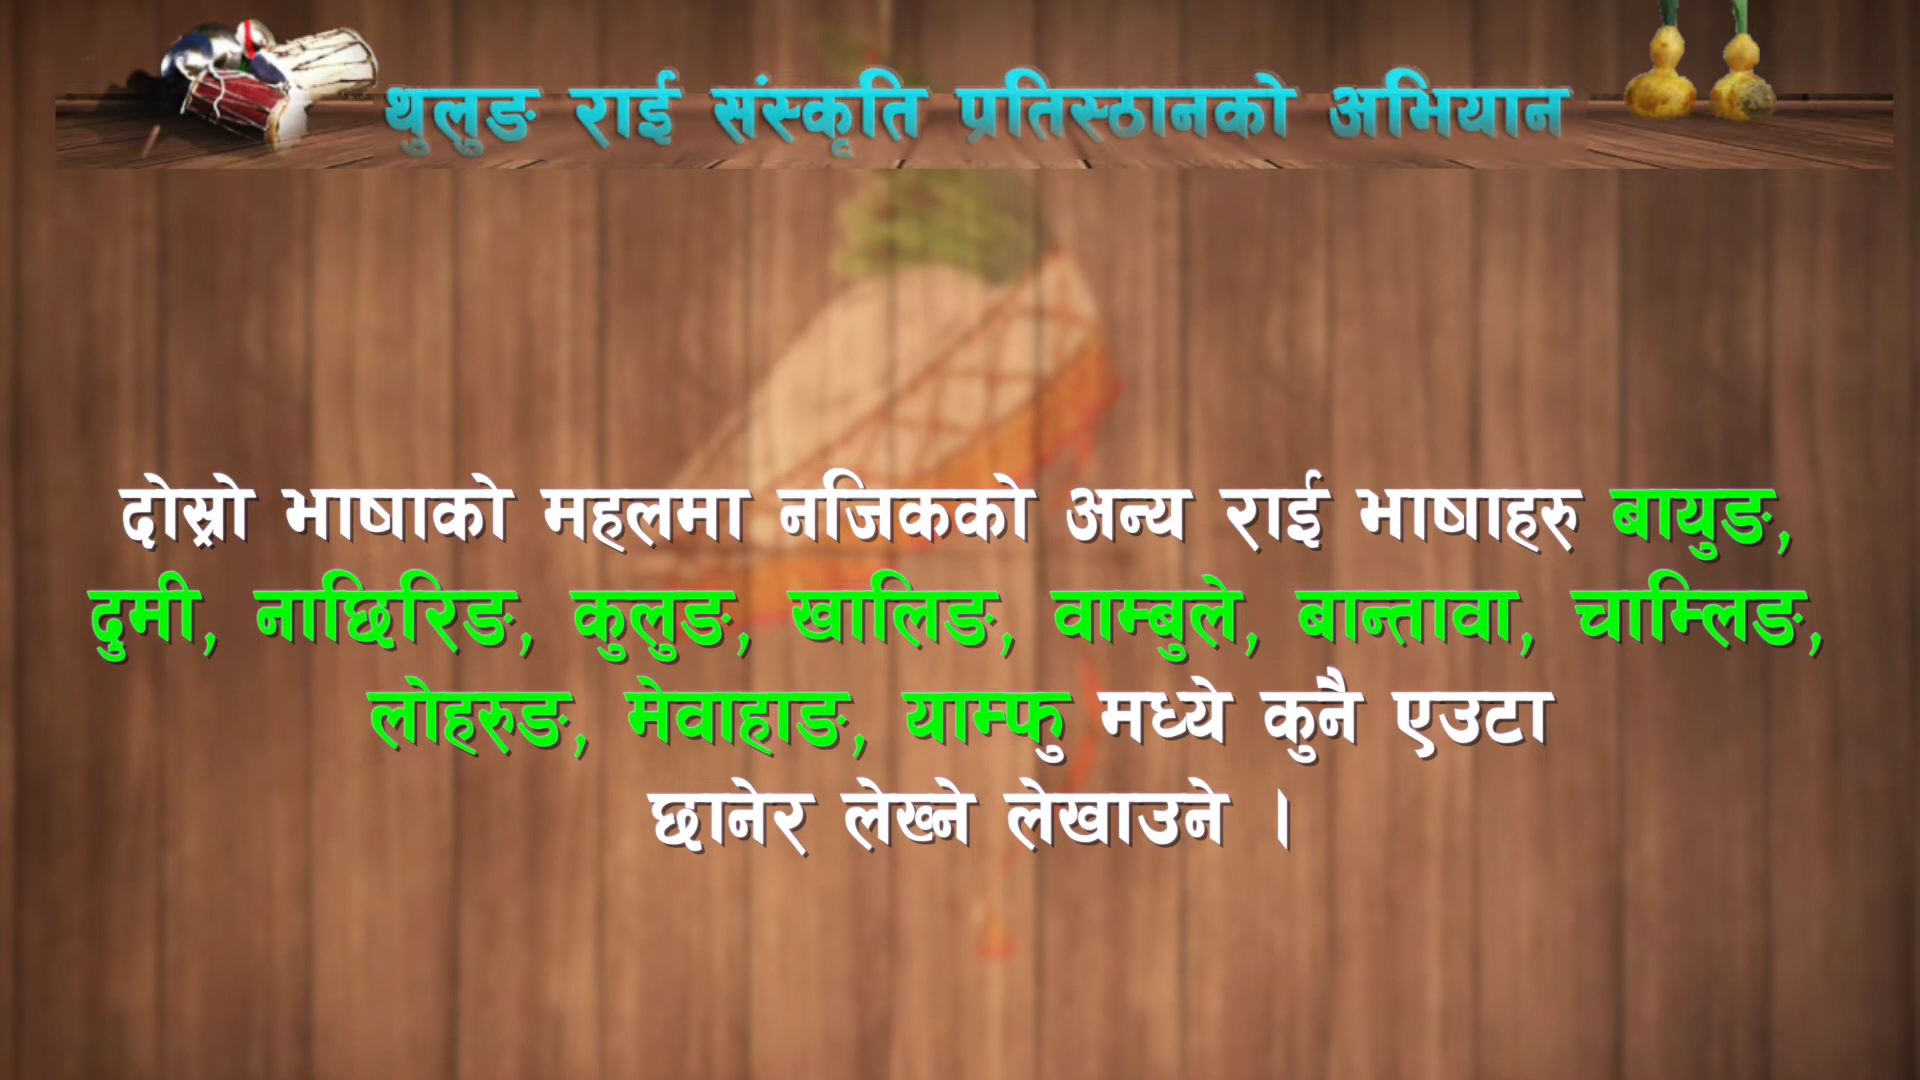 थुलुङ राई संस्कृति प्रतिस्ठानको अभियान
दोस्रो भाषाको महलमा नजिकको अन्य राई भाषाहरु बायुङ,
दुमी, नाछिरिङ, कुलुङ, खालिङ, वाम्बुले, बान्तावा, चाम्लिङ,
लोहरुङ, मेवाहाङ, याम्फु मध्ये कुनै एउटा
छानेर लेख्ने लेखाउने ।